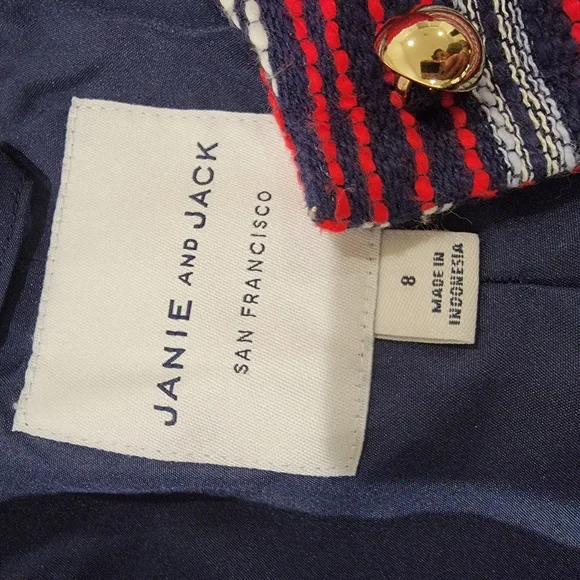 JANIE AND JACK
SAN FRANCISCO
8
MADE IN
INDONESIA